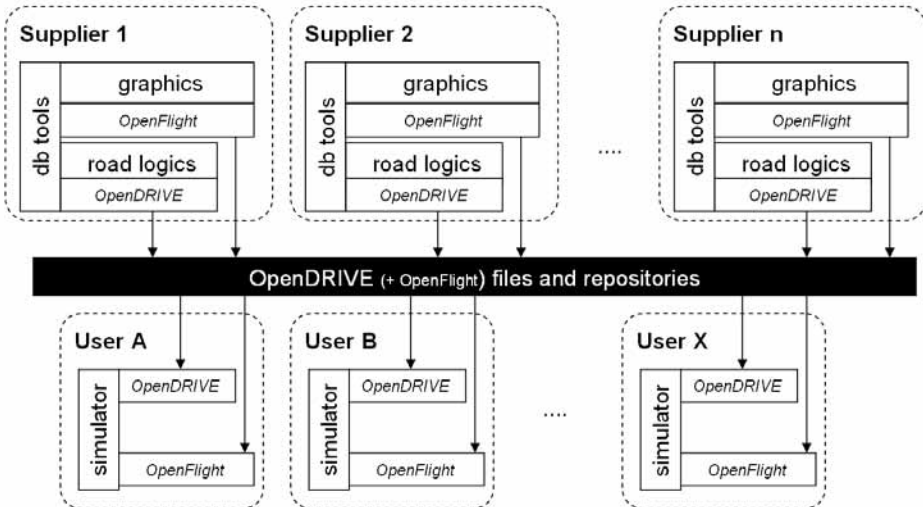 Supplier 1
db tools
graphics
OpenFlight
road logics
OpenDRIVE
Supplier 2
db tools
graphics
OpenFlight
road logics
OpenDRIVE
....
Supplier n
db tools
graphics
OpenFlight
road logics
OpenDRIVE
OpenDRIVE (+ OpenFlight) files and repositories
User A
simulator
OpenDRIVE
OpenFlight
User B
simulator
OpenDRIVE
OpenFlight
....
User X
simulator
OpenDRIVE
OpenFlight